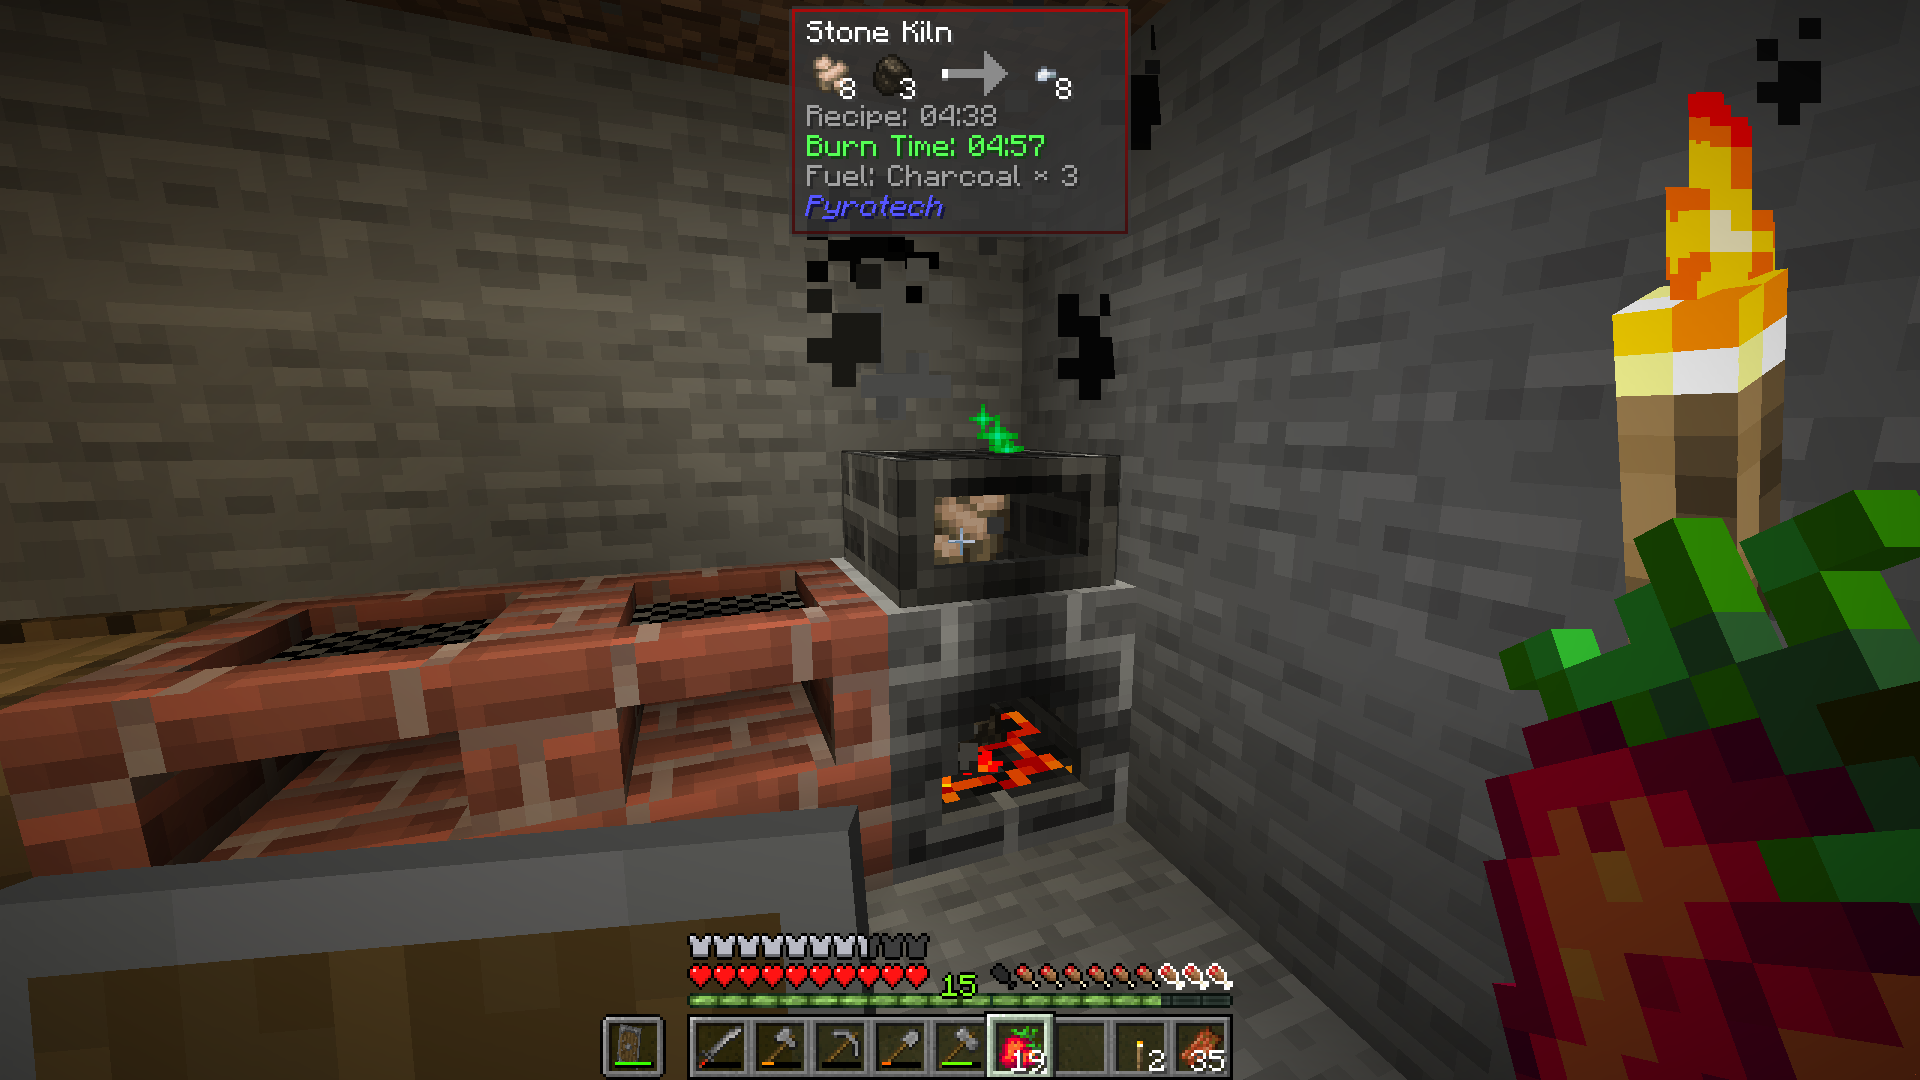 Stone Kiln
8 3 8
Recipe: 04:38
Burn Time: 04:57
Fuel: Charcoal × 3
Pyrotech
15
19 2 35